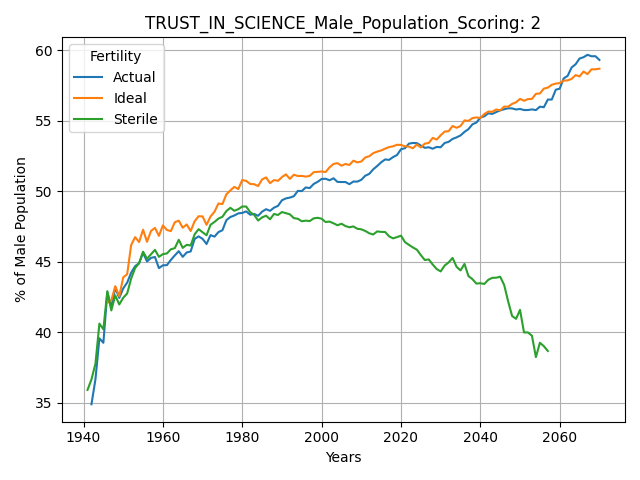 TRUST_IN_SCIENCE_Male_Population_Scoring: 2
% of Male Population
60
55
50
45
40
35
Fertility
Actual
Ideal
Sterile
1940
1960
1980
2000
2020
2040
2060
Years